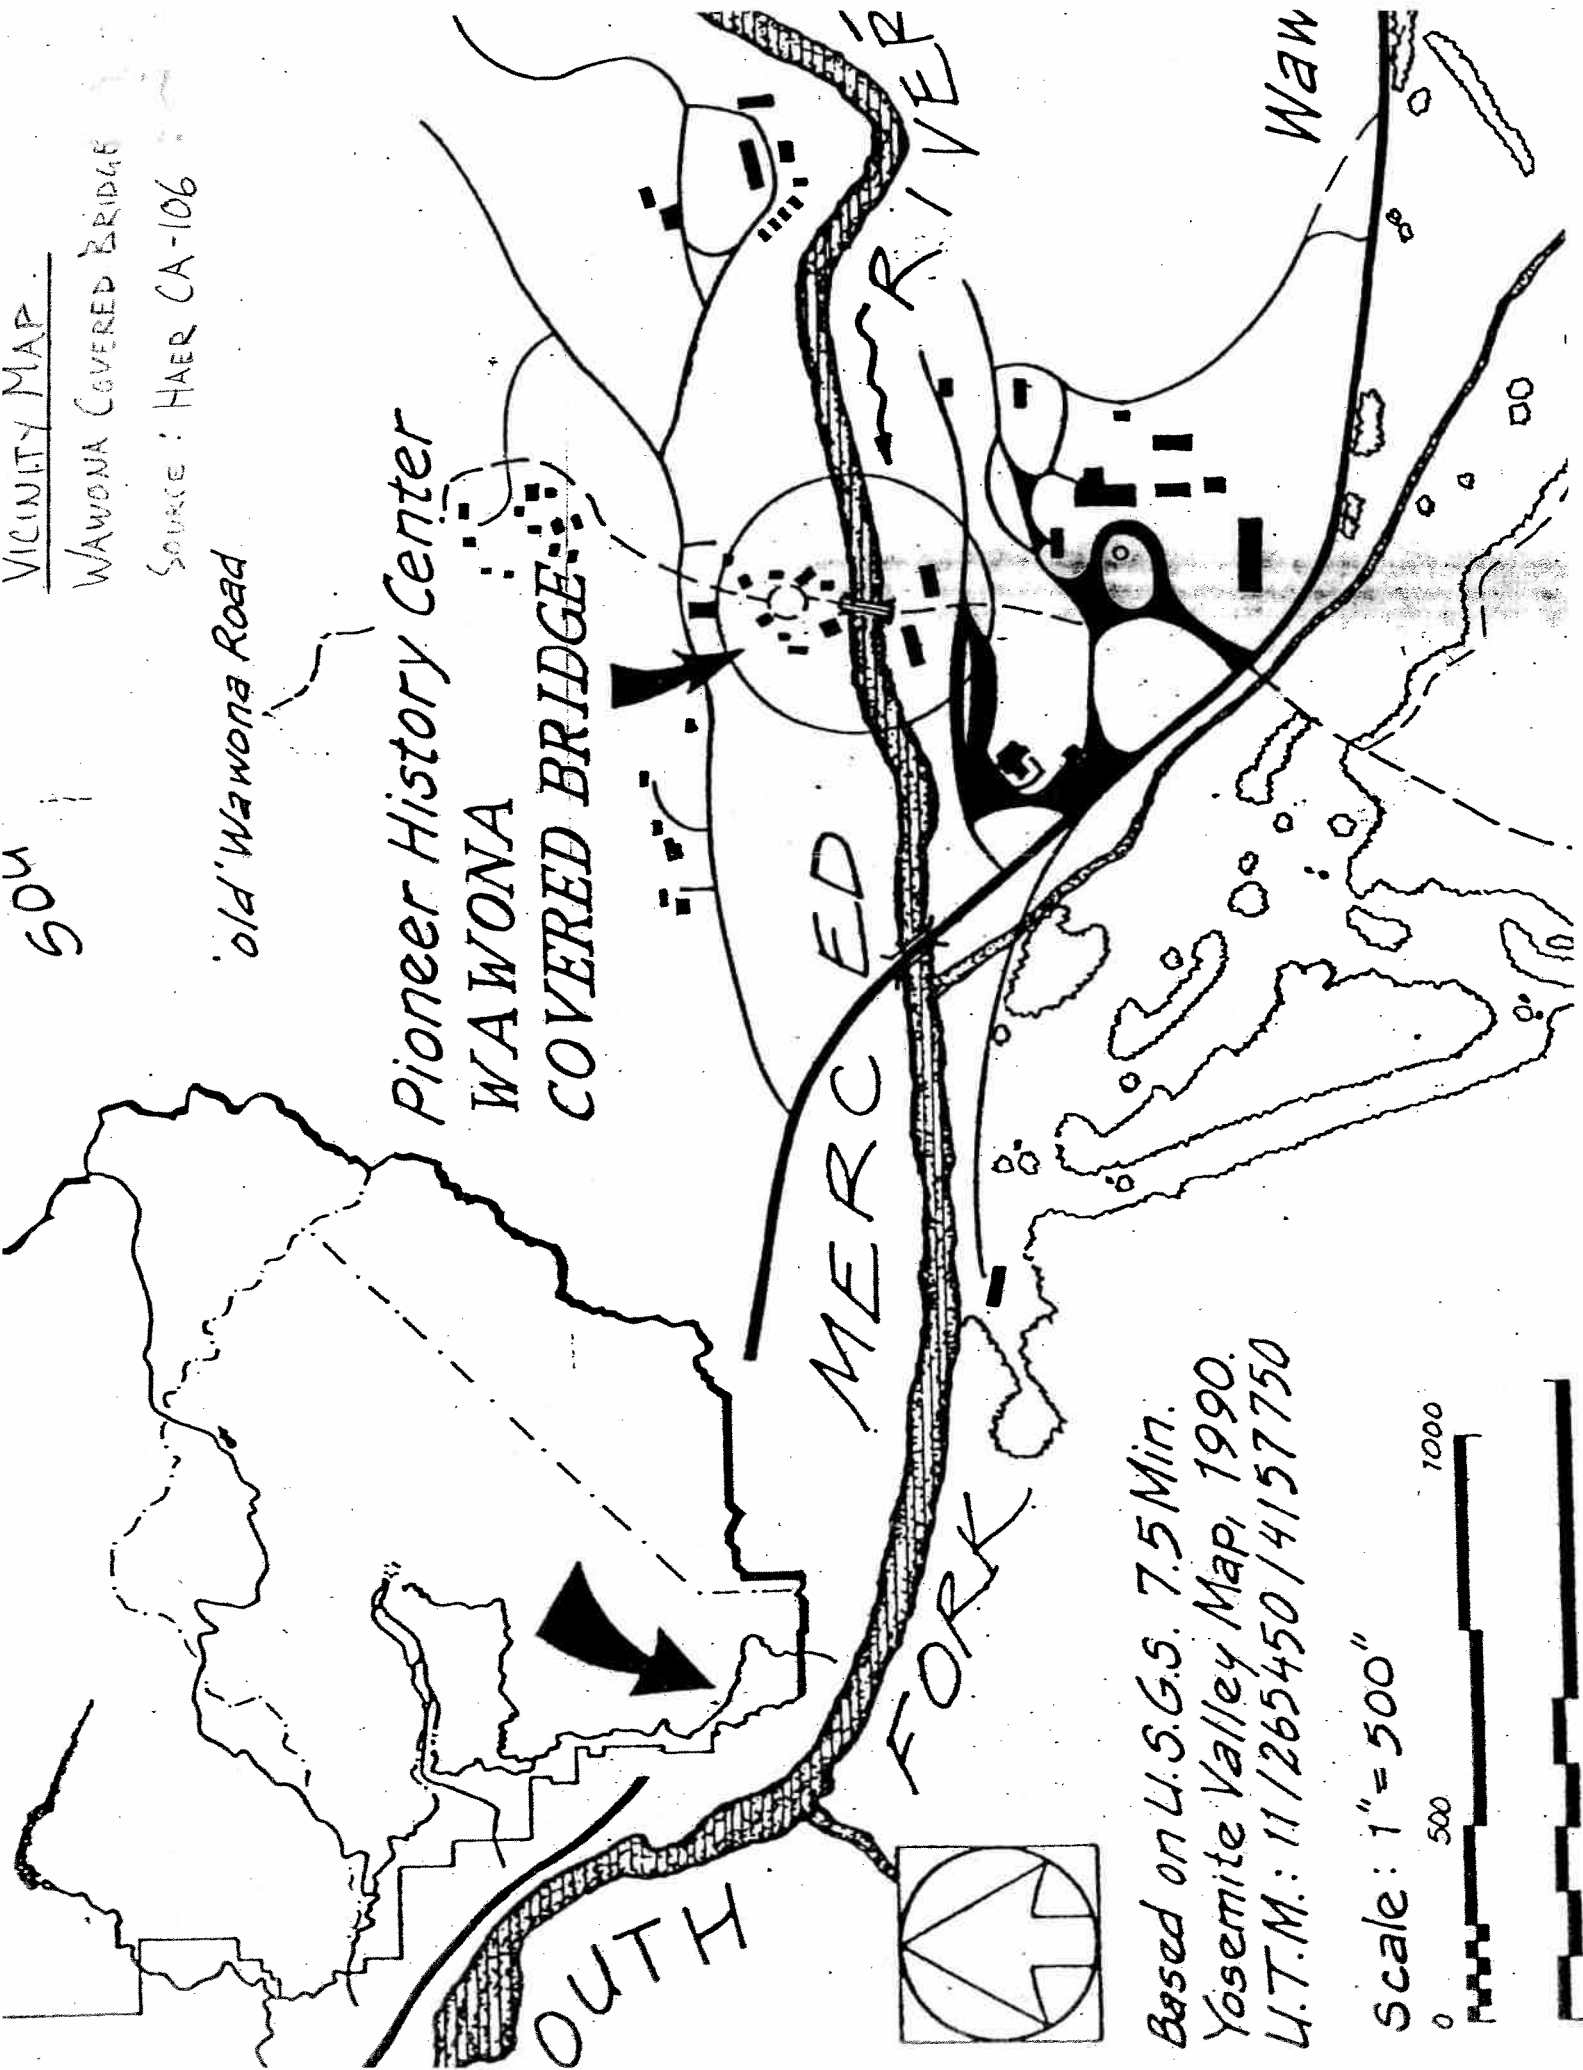 VICINITY MAP.
WAWONA COVERED BRIDGE
SOURCE : HAER CA-106
Sou
'old' Wawona Road
Pioneer History Center
WAWONA
COVERED BRIDGE
SOUTH FORK MERCED RIVER
Waw
Based on U.S.G.S. 7.5 Min.
Yosemite Valley Map, 1990.
U.T.M.: 11/265450/4157750
Scale: 1"=500"
0 500 1000